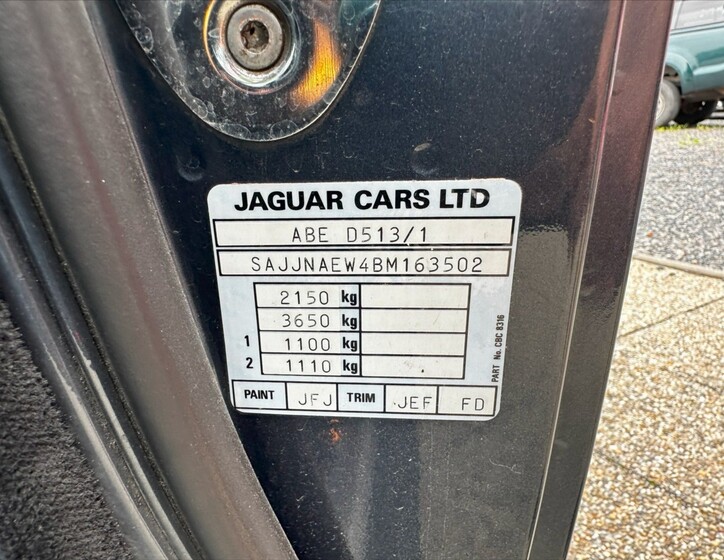 JAGUAR CARS LTD
ABE D513/1
SAJJNAEW4BM163502
2150 kg
3650 kg
1 1100 kg
2 1110 kg
PAINT JFJ TRIM JEF FD
PART No. CBC 8316